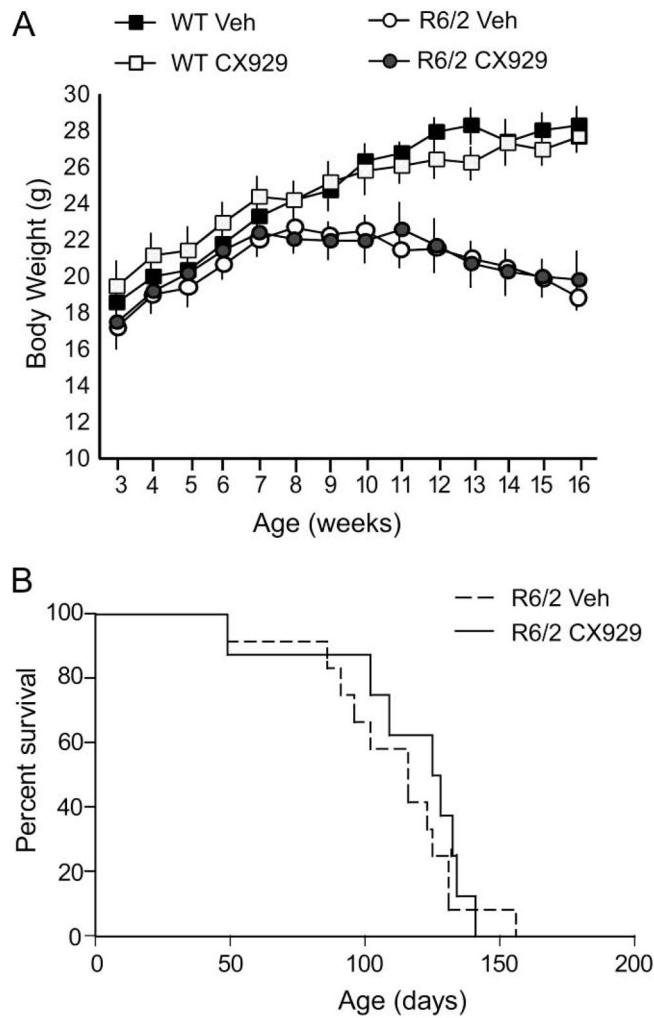 A
WT Veh
R6/2 Veh
WT CX929
R6/2 CX929
30
28
26
24
22
20
18
16
14
12
10
Body Weight (g)
3 4 5 6 7 8 9 10 11 12 13 14 15 16
Age (weeks)
B
R6/2 Veh
R6/2 CX929
100
80
60
40
20
0
Percent survival
0 50 100 150 200
Age (days)